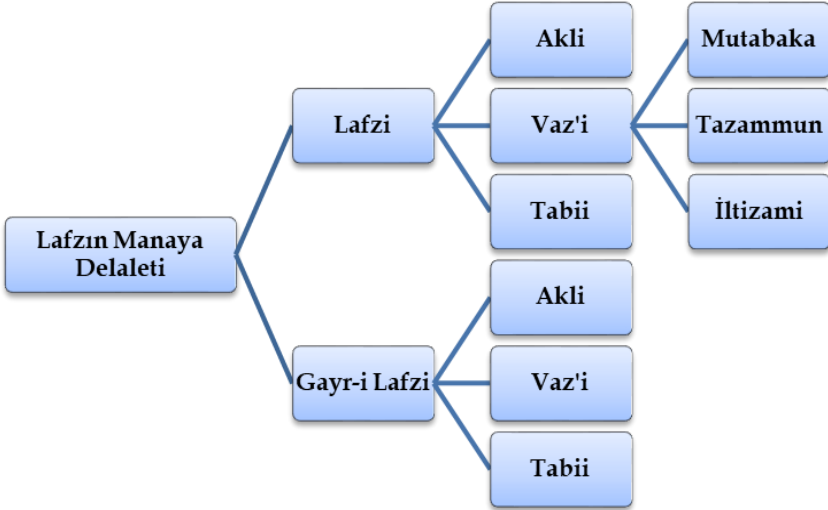 Lafzın Manaya
Delaleti
Lafzi
Akli
Vaz'i
Mutabaka
Tazammun
İltizami
Tabii
Gayr-i Lafzi
Akli
Vaz'i
Tabii